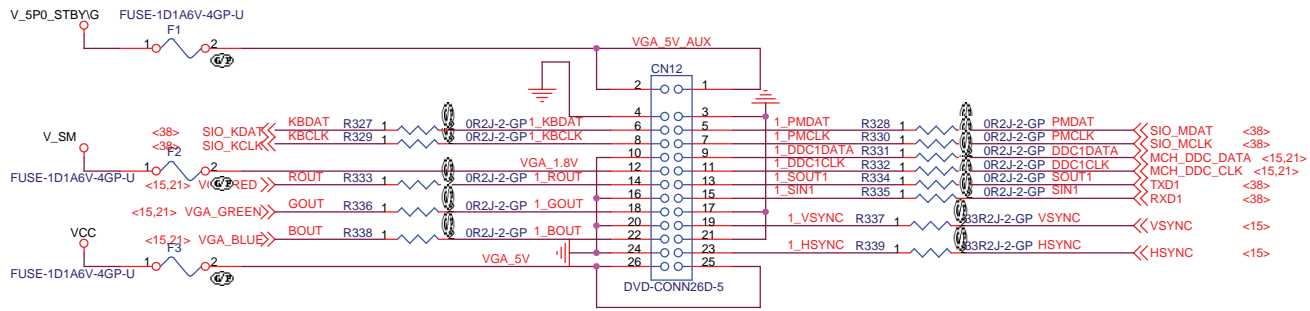 V_5P0_STBY\G FUSE-1D1A6V-4GP-U
F1
1 2
VGA_5V_AUX
CN12
2 1
4 3
KBDAT R327 1 0R2J-2-GP 1_KBDAT 6 5 1_PMDAT R328 1 0R2J-2-GP PMDAT
<38> SIO_KDAT SIO_MDAT <38>
V_SM
KBCLK R329 1 0R2J-2-GP 1_KBCLK 8 7 1_PMCLK R330 1 0R2J-2-GP PMCLK
<38> SIO_KCLK SIO_MCLK <38>
10 9 1_DDC1DATA R331 1 0R2J-2-GP DDC1DATA MCH_DDC_DATA <15,21>
F2
1 2 VGA_1.8V 12 11 1_DDC1CLK R332 1 0R2J-2-GP DDC1CLK MCH_DDC_CLK <15,21>
FUSE-1D1A6V-4GP-U
<15,21> ROUT R333 1 0R2J-2-GP 1_ROUT 14 13 1_SOUT1 R334 1 0R2J-2-GP SOUT1 TXD1 <38>
16 15 1_SIN1 R335 1 0R2J-2-GP SIN1 RXD1 <38>
<15,21> VGA_GREEN GOUT R336 1 0R2J-2-GP 1_GOUT 18 17
20 19 1_VSYNC R337 1 33R2J-2-GP VSYNC VSYNC <15>
VCC
<15,21> VGA_BLUE BOUT R338 1 0R2J-2-GP 1_BOUT 22 21
F3
24 23 1_HSYNC R339 1 33R2J-2-GP HSYNC HSYNC <15>
1 2 VGA_5V 26 25
FUSE-1D1A6V-4GP-U
DVD-CONN26D-5